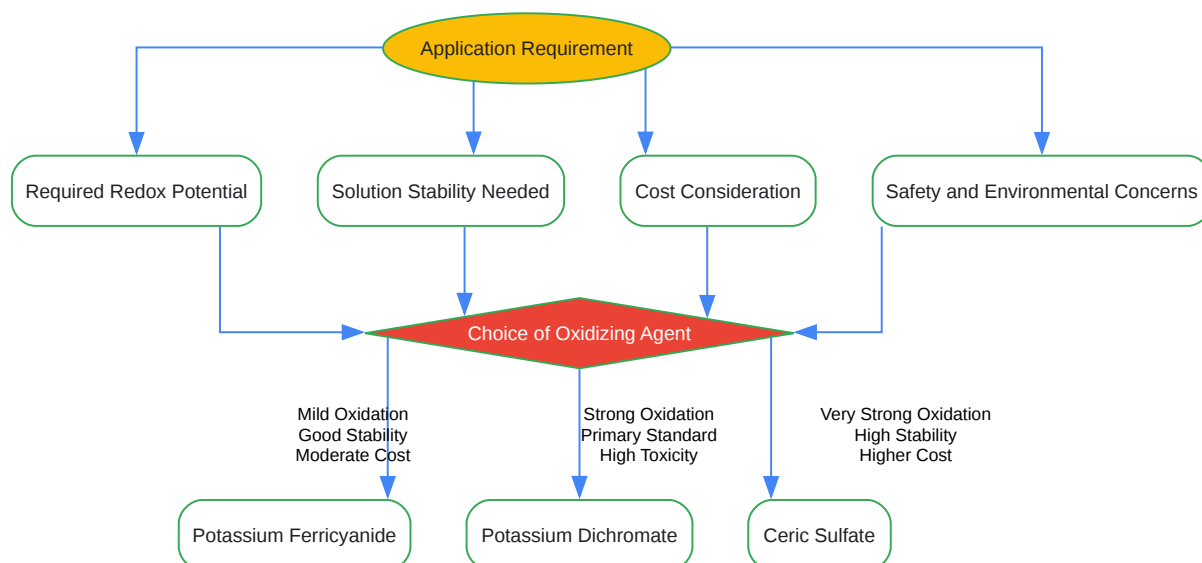 Application Requirement
Required Redox Potential
Solution Stability Needed
Cost Consideration
Safety and Environmental Concerns
Choice of Oxidizing Agent
Mild Oxidation
Good Stability
Moderate Cost
Strong Oxidation
Primary Standard
High Toxicity
Very Strong Oxidation
High Stability
Higher Cost
Potassium Ferricyanide
Potassium Dichromate
Ceric Sulfate